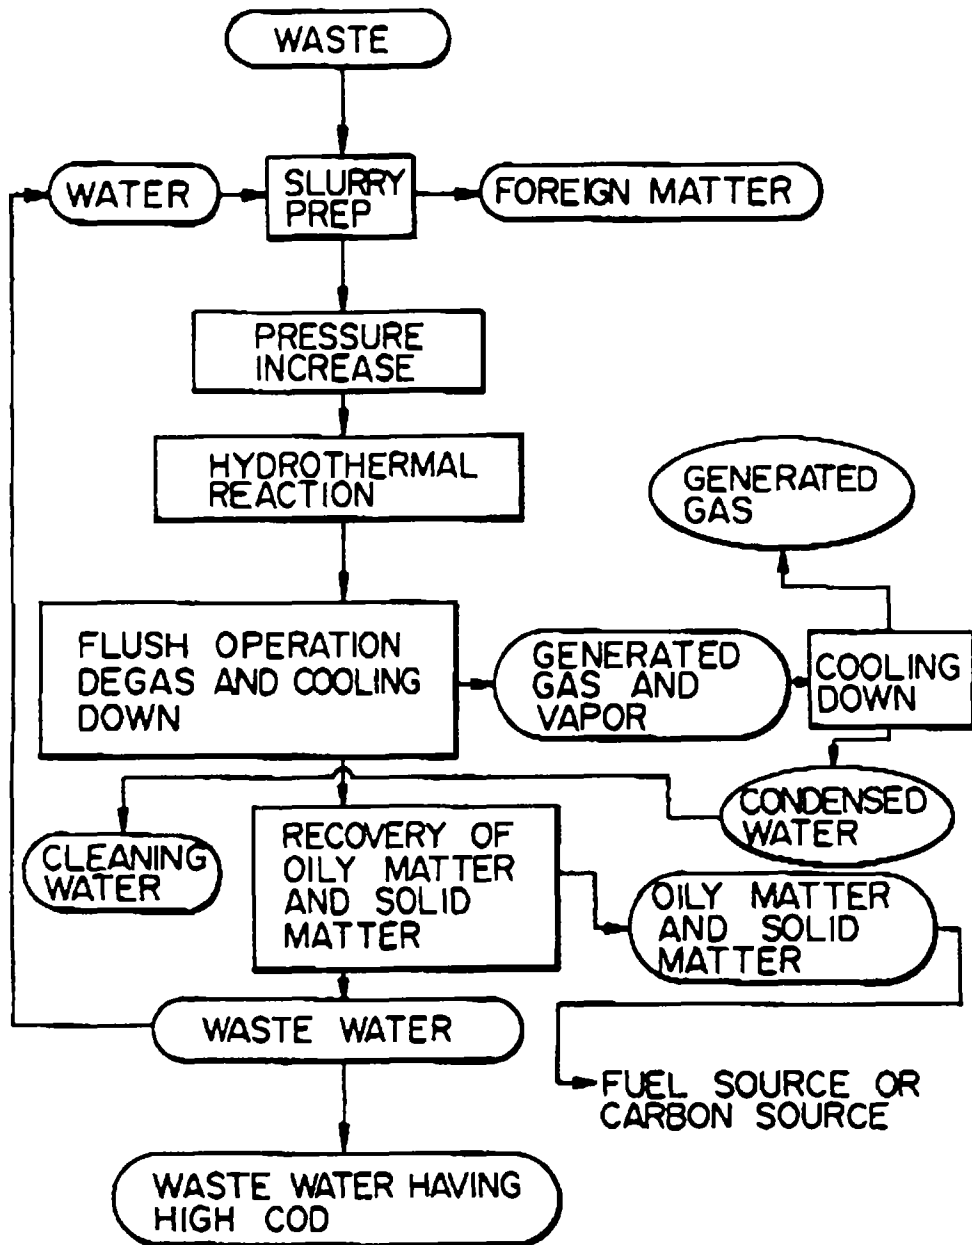 WASTE
WATER
SLURRY
PREP
FOREIGN MATTER
PRESSURE
INCREASE
HYDROTHERMAL
REACTION
GENERATED
GAS
FLUSH OPERATION
DEGAS AND COOLING
DOWN
GENERATED
GAS AND
VAPOR
COOLING
DOWN
CONDENSED
WATER
CLEANING
WATER
RECOVERY OF
OILY MATTER
AND SOLID
MATTER
OILY MATTER
AND SOLID
MATTER
WASTE WATER
FUEL SOURCE OR
CARBON SOURCE
WASTE WATER HAVING
HIGH COD